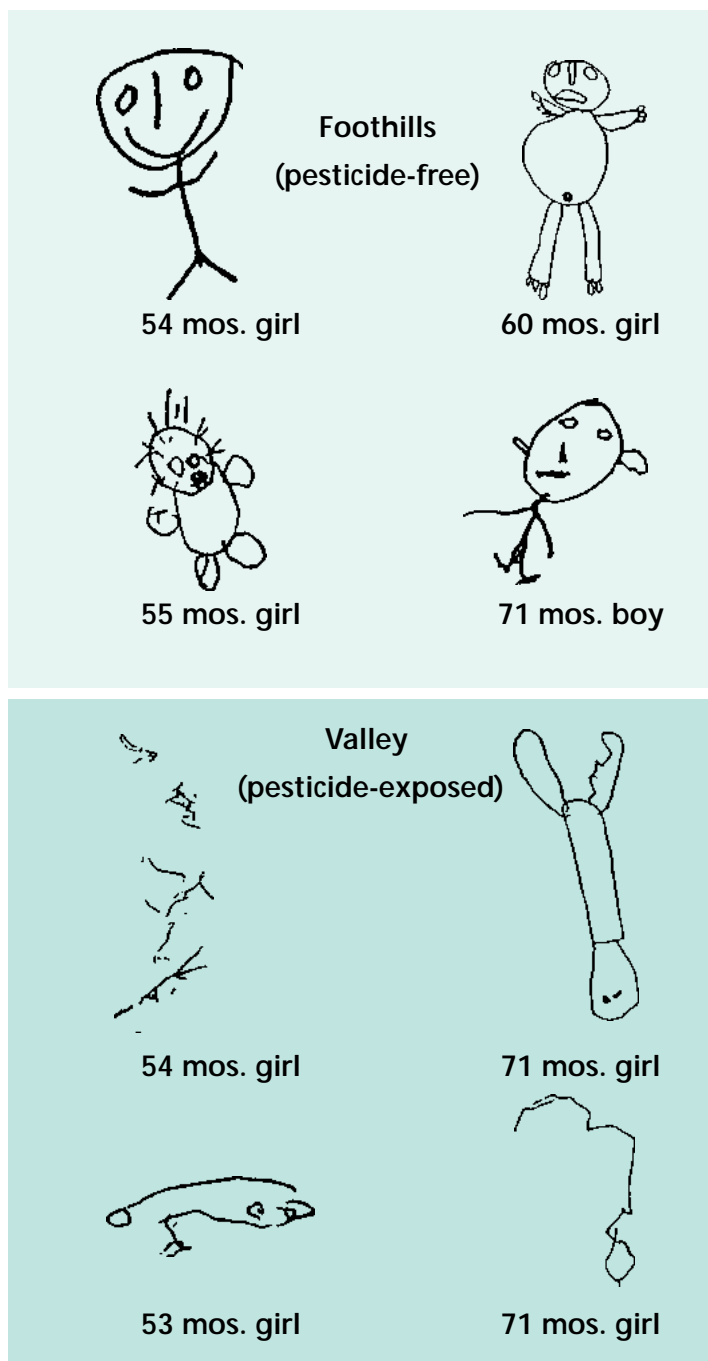 Foothills
(pesticide-free)
54 mos. girl
60 mos. girl
55 mos. girl
71 mos. boy
Valley
(pesticide-exposed)
54 mos. girl
71 mos. girl
53 mos. girl
71 mos. girl